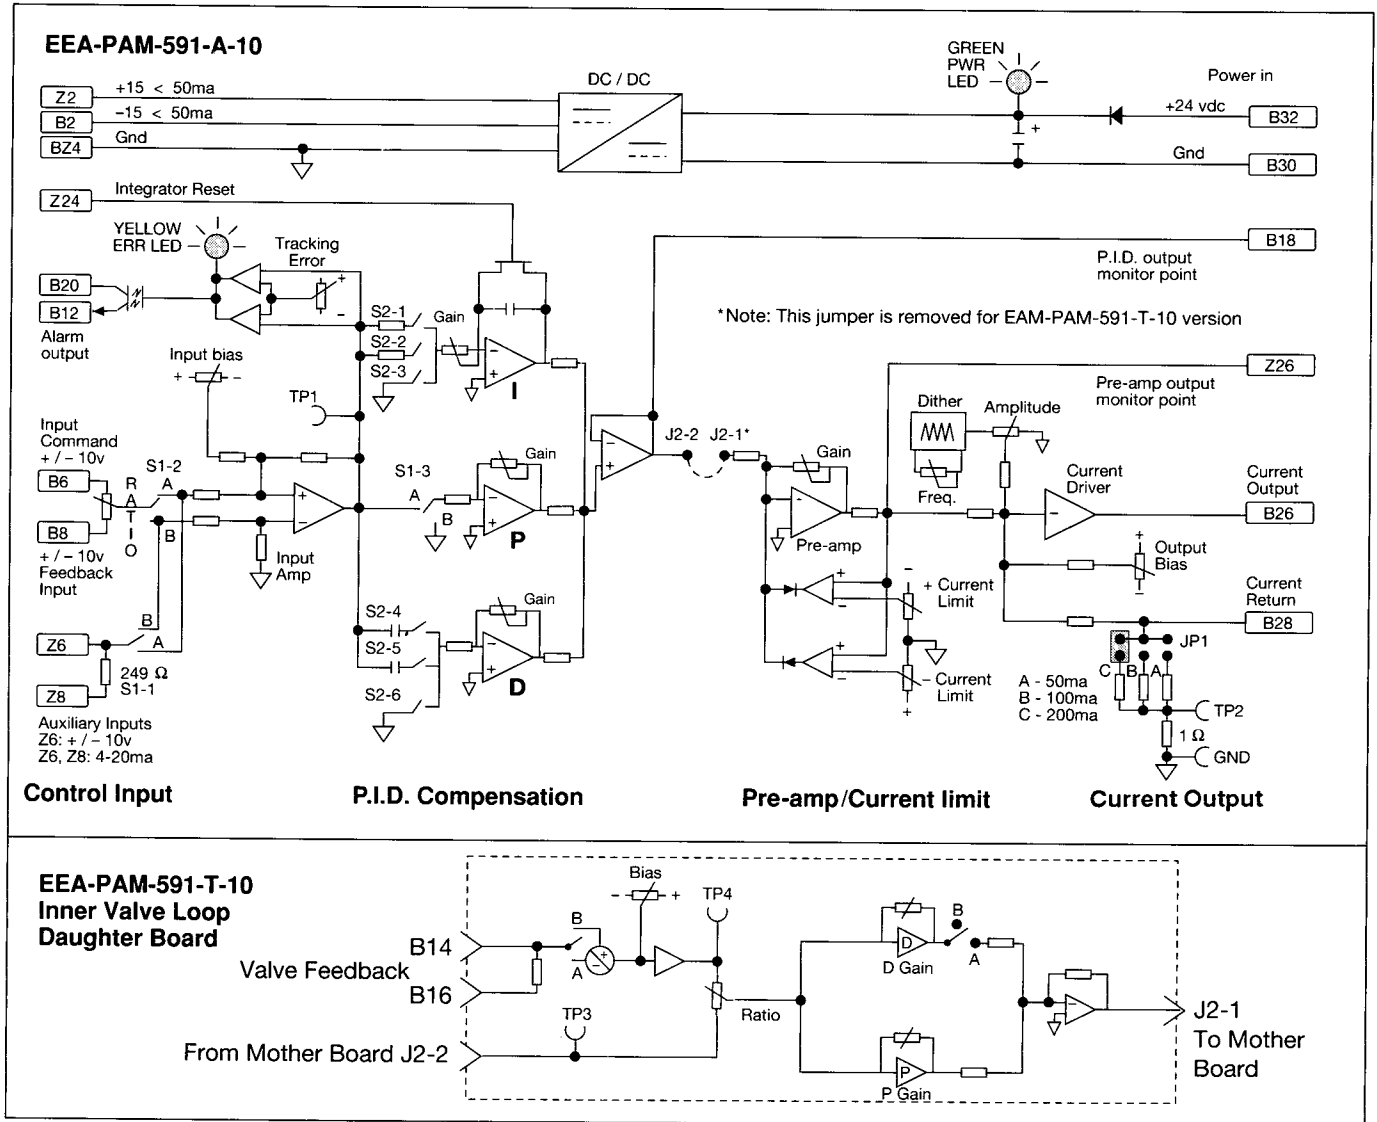 EEA-PAM-591-A-10
GREEN
PWR
LED
DC / DC
Power in
Z2
+15 < 50ma
+24 vdc
B32
B2
−15 < 50ma
BZ4
Gnd
Gnd
B30
Z24
Integrator Reset
YELLOW
ERR LED
Tracking
Error
+
−
B18
P.I.D. output
monitor point
B20
B12
Alarm
output
S2-1
S2-2
S2-3
Gain
−
+
I
*Note: This jumper is removed for EAM-PAM-591-T-10 version
Input bias
+ −
TP1
Z26
Pre-amp output
monitor point
Dither
Amplitude
Freq.
Input
Command
+ / − 10v
B6
B8
+ / − 10v
Feedback
Input
R
A
O
S1-2
A
B
+
−
Input
Amp
S1-3
A
B
Gain
−
+
P
−
+
J2-2
J2-1*
Gain
−
+
Pre-amp
Current
Driver
−
Current
Output
B26
+
Output
Bias
−
Current
Return
B28
+
−
−
+ Current
Limit
+
−
− Current
Limit
+
S2-4
S2-5
S2-6
Gain
−
+
D
Z6
B
A
249 Ω
S1-1
Z8
Auxiliary Inputs
Z6: + / − 10v
Z6, Z8: 4-20ma
JP1
C
B
A
A - 50ma
B - 100ma
C - 200ma
TP2
1 Ω
GND
Control Input
P.I.D. Compensation
Pre-amp/Current limit
Current Output
EEA-PAM-591-T-10
Inner Valve Loop
Daughter Board
Bias
− +
TP4
B14
Valve Feedback
B16
B
A
+
−
TP3
From Mother Board J2-2
Ratio
D
D Gain
B
A
P
P Gain
−
J2-1
To Mother
Board